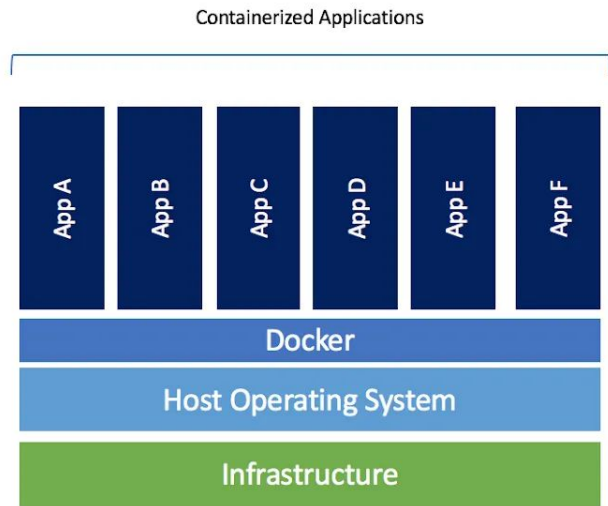 Containerized Applications
App A
App B
App C
App D
App E
App F
Docker
Host Operating System
Infrastructure